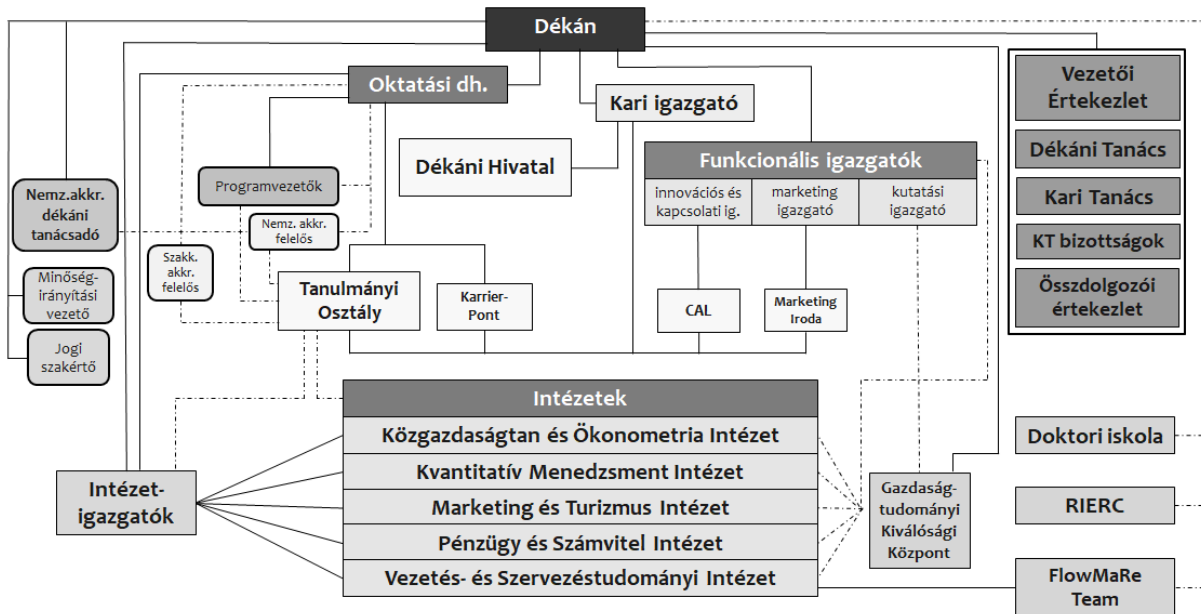 Dékán
Oktatási dh.
Kari igazgató
Dékáni Hivatal
Funkcionális igazgatók
innovációs és
kapcsolati ig.
marketing
igazgató
kutatási
igazgató
Vezetői
Értekezlet
Dékáni Tanács
Kari Tanács
KT bizottságok
Összdolgozói
értekezlet
Programvezetők
Nemz.akkr.
dékáni
tanácsadó
Nemz. akkr.
felelős
Szakk.
akkr.
felelős
Minőség-
irányítási
vezető
Jogi
szakértő
Tanulmányi
Osztály
Karrier-
Pont
CAL
Marketing
Iroda
Intézetek
Közgazdaságtan és Ökonometria Intézet
Kvantitatív Menedzsment Intézet
Marketing és Turizmus Intézet
Pénzügy és Számvitel Intézet
Vezetés- és Szervezéstudományi Intézet
Intézet-
igazgatók
Gazdaság-
tudományi
Kiválósági
Központ
Doktori iskola
RIERC
FlowMaRe
Team